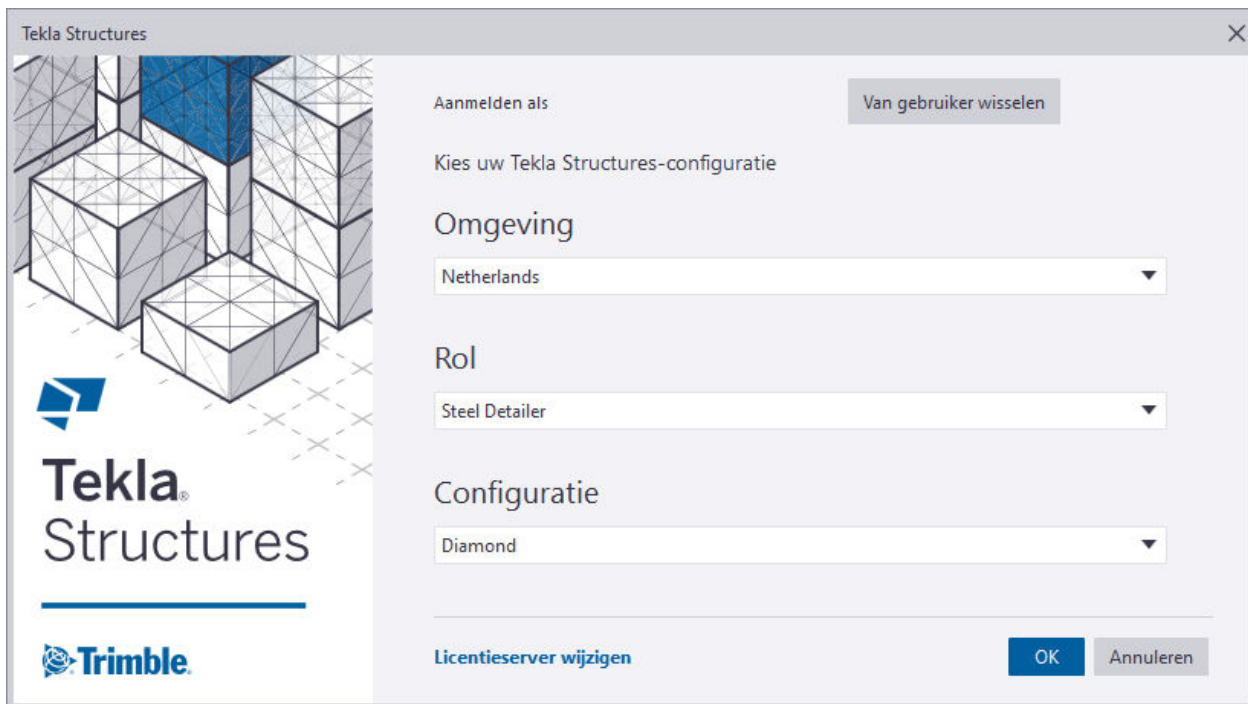 Tekla Structures
Aanmelden als
Van gebruiker wisselen
Kies uw Tekla Structures-configuratie
Omgeving
Netherlands
Rol
Steel Detailer
Configuratie
Diamond
Licentieserver wijzigen
OK
Annuleren
Tekla®
Structures
Trimble.